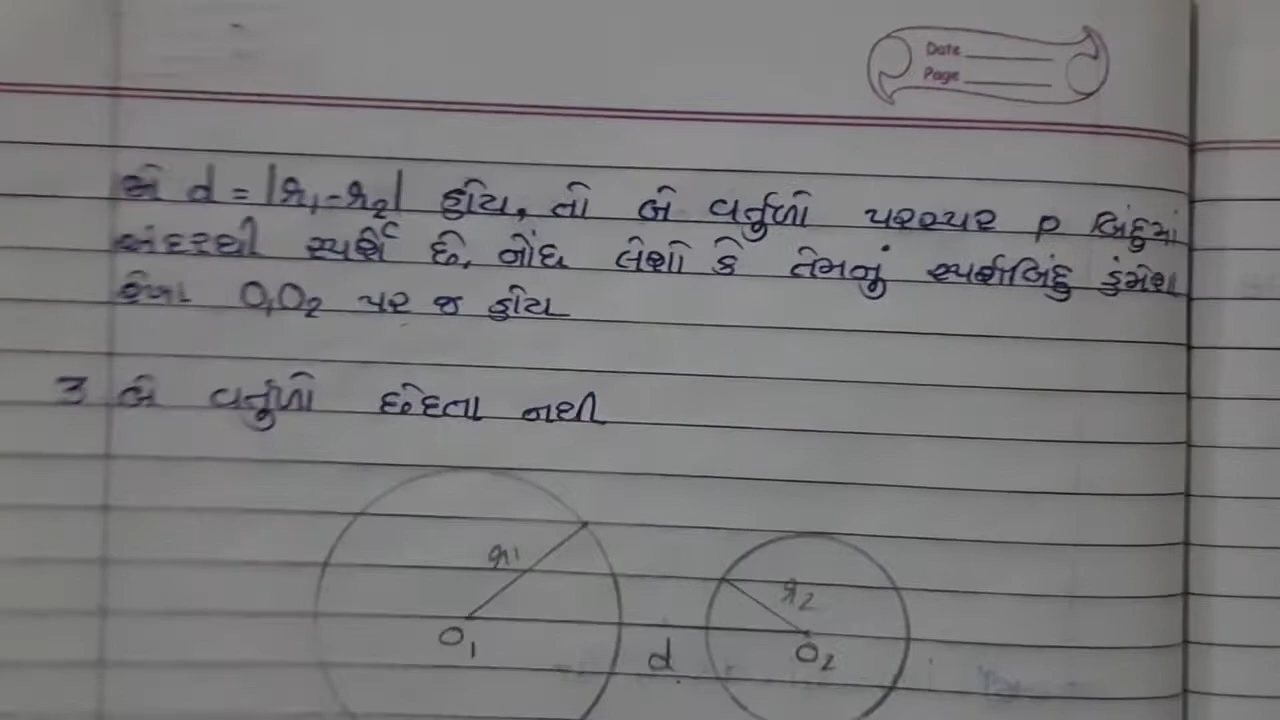 Date
Page
જો d = |r₁-r₂| હોય, તો બે વર્તુળો પરસ્પર P બિંદુમાં
અંદરથી સ્પર્શે છે, નોંધ લેશો કે તેમનું સ્પર્શબિંદુ હંમેશા
રેખા O₁O₂ પર જ હોય
3 બે વર્તુળો છેદતા નથી
r₁
r₂
O₁
d
O₂